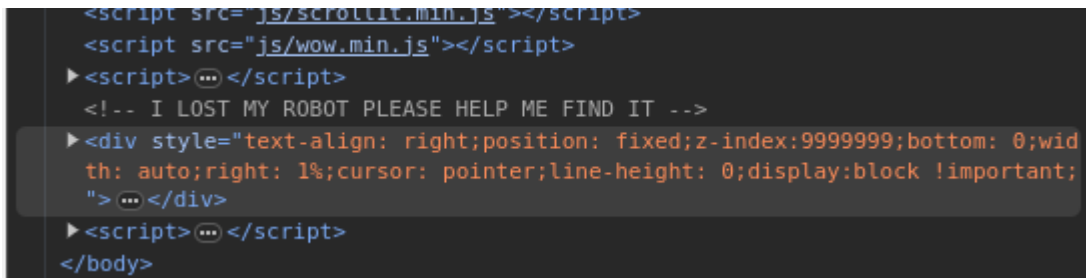 <script src="js/scrollIt.min.js"></script>
<script src="js/wow.min.js"></script>
▶<script>…</script>
<!-- I LOST MY ROBOT PLEASE HELP ME FIND IT -->
▶<div style="text-align: right;position: fixed;z-index:9999999;bottom: 0;wid
th: auto;right: 1%;cursor: pointer;line-height: 0;display:block !important;
">…</div>
▶<script>…</script>
</body>